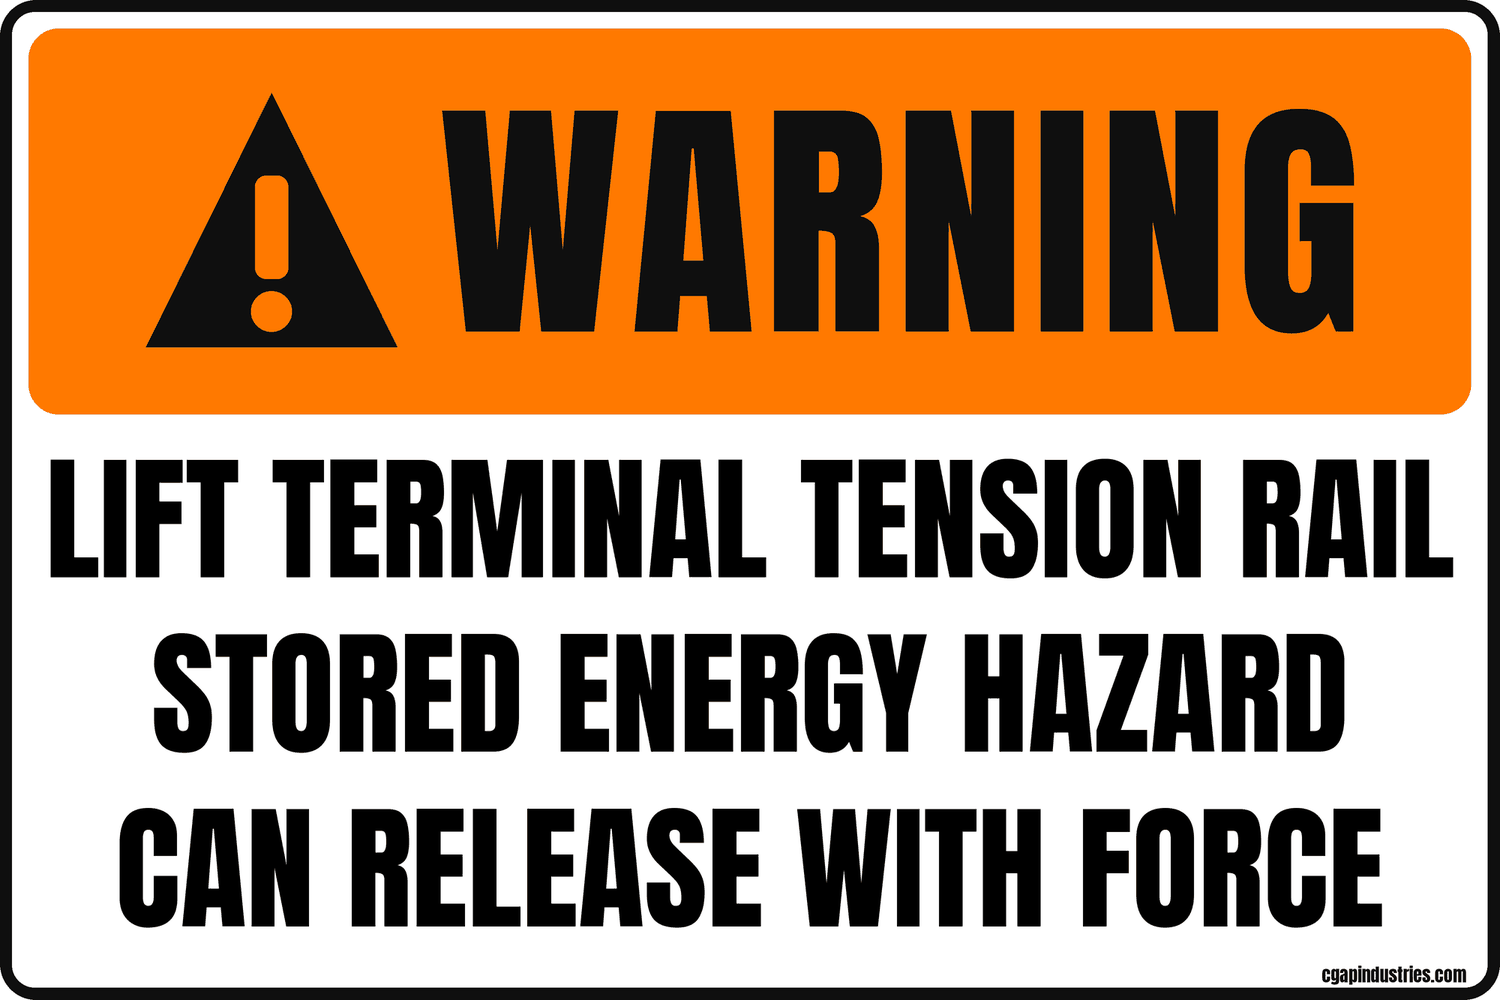 WARNING
LIFT TERMINAL TENSION RAIL
STORED ENERGY HAZARD
CAN RELEASE WITH FORCE
cgapindustries.com